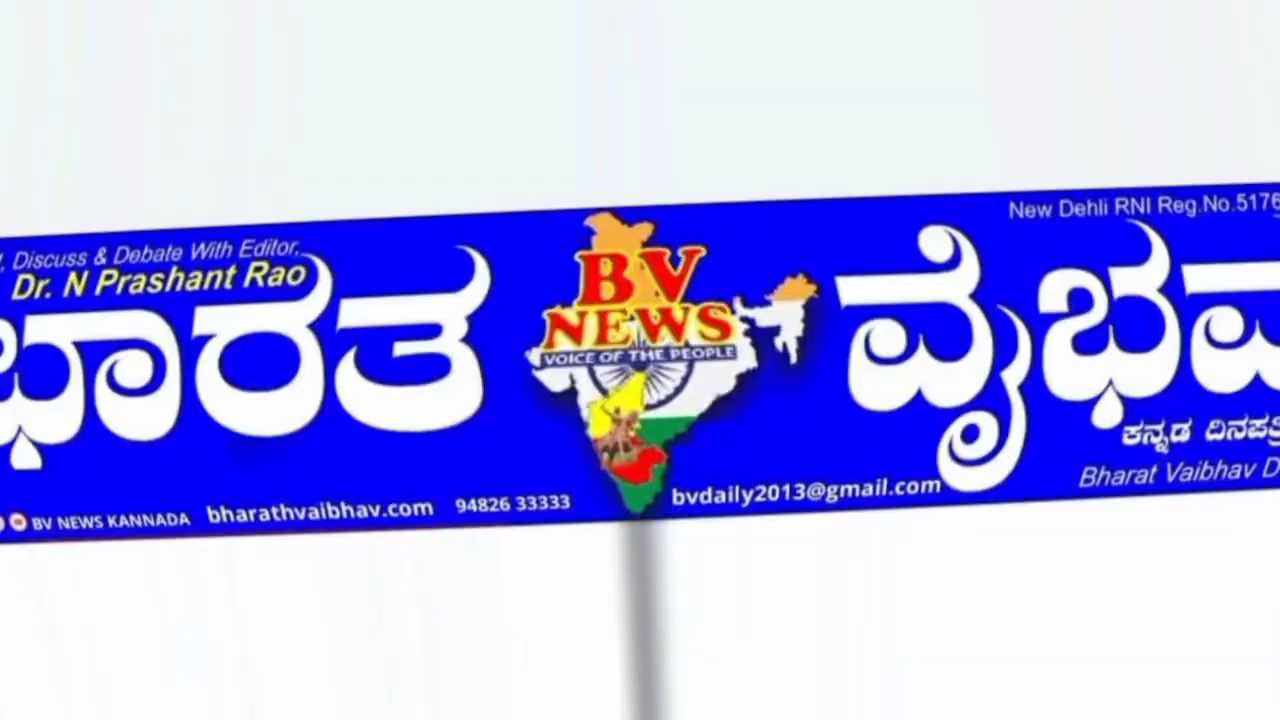 Discuss & Debate With Editor,
Dr. N Prashant Rao
ಭಾರತ
BV
NEWS
VOICE OF THE PEOPLE
New Dehli RNI Reg.No.5176
ವೈಭವ
ಕನ್ನಡ
Bharat Vaibhav
BV NEWS KANNADA
bharathvaibhav.com
94826 33333
bvdaily2013@gmail.com